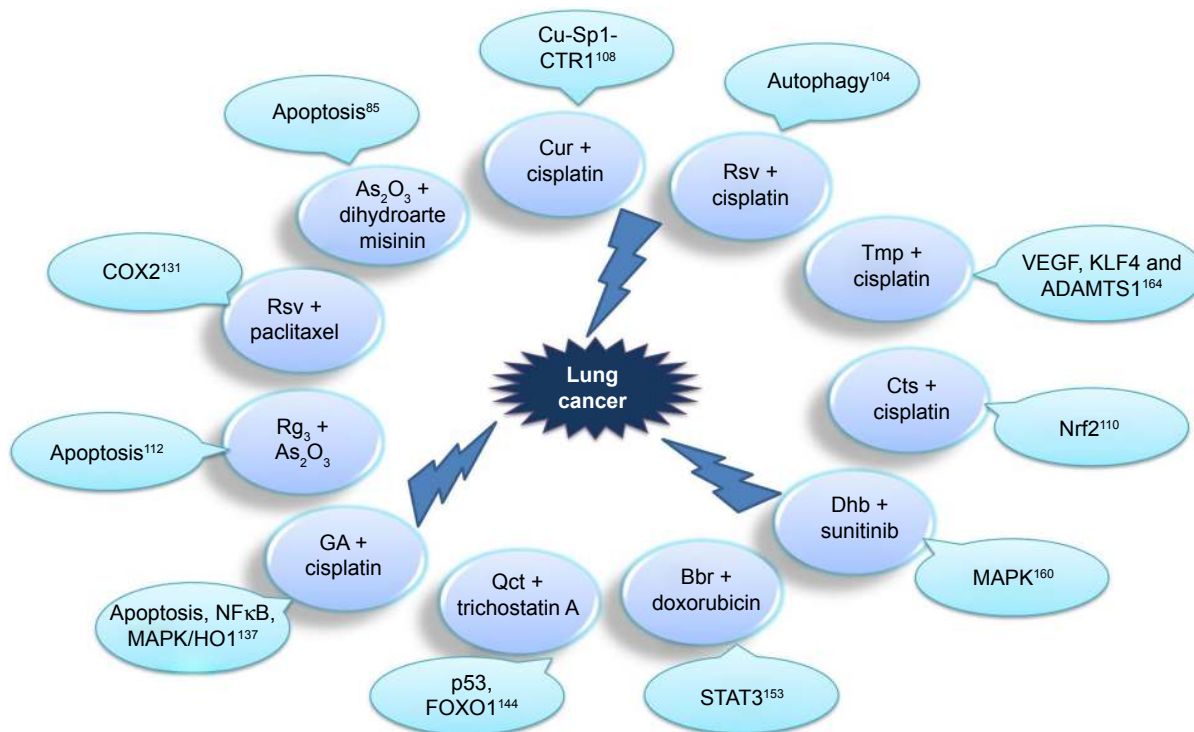 Cu-Sp1-
CTR1¹⁰⁸
Autophagy¹⁰⁴
Apoptosis⁸⁵
Cur +
cisplatin
Rsv +
cisplatin
As₂O₃ +
dihydroarte
misinin
Tmp +
cisplatin
VEGF, KLF4 and
ADAMTS1¹⁶⁴
COX2¹³¹
Rsv +
paclitaxel
Lung
cancer
Cts +
cisplatin
Nrf2¹¹⁰
Rg₃ +
As₂O₃
Apoptosis¹¹²
Dhb +
sunitinib
MAPK¹⁶⁰
GA +
cisplatin
Apoptosis, NFκB,
MAPK/HO1¹³⁷
Qct +
trichostatin A
Bbr +
doxorubicin
p53,
FOXO1¹⁴⁴
STAT3¹⁵³